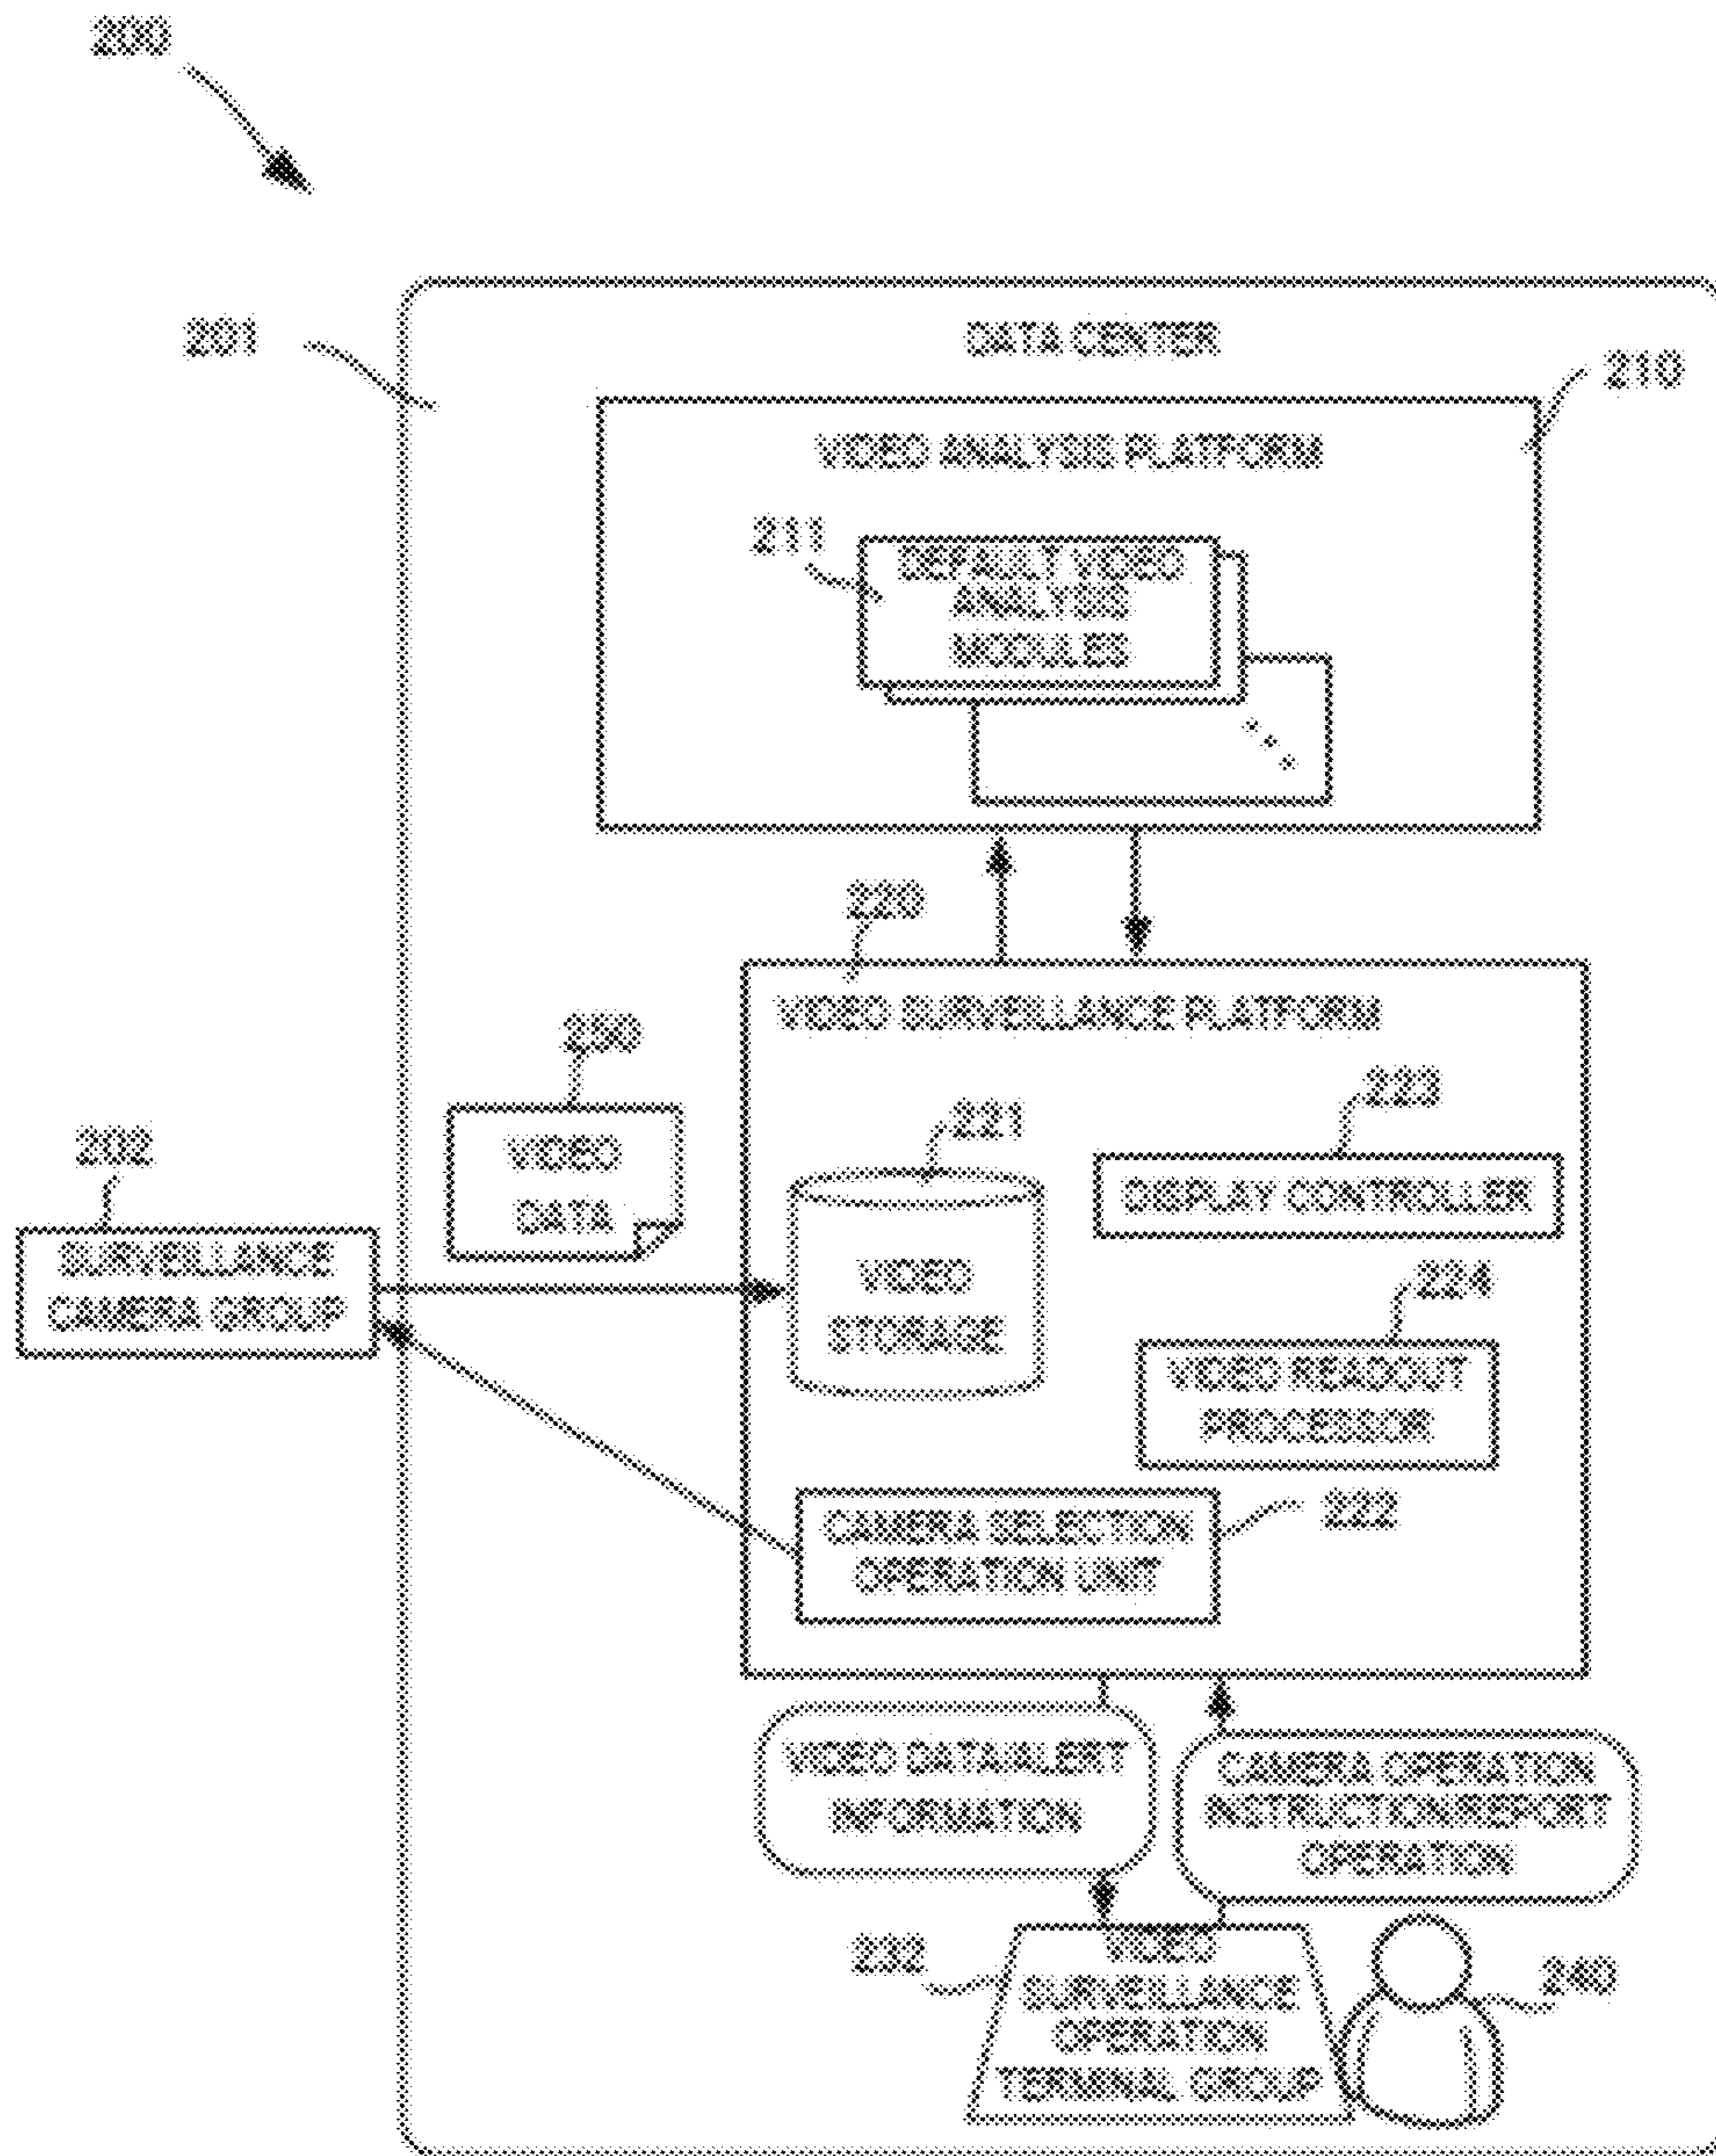 200
201
DATA CENTER
210
VIDEO ANALYSIS PLATFORM
211
DEFAULT VIDEO
ANALYSIS
MODULES
220
VIDEO SURVEILLANCE PLATFORM
250
VIDEO
DATA
202
SURVEILLANCE
CAMERA GROUP
221
VIDEO
STORAGE
223
DISPLAY CONTROLLER
224
VIDEO READOUT
PROCESSOR
CAMERA SELECTION
OPERATION UNIT
222
VIDEO DATA/ALERT
INFORMATION
CAMERA OPERATION
INSTRUCTION/REPORT
OPERATION
232
VIDEO
SURVEILLANCE
OPERATION
TERMINAL GROUP
240